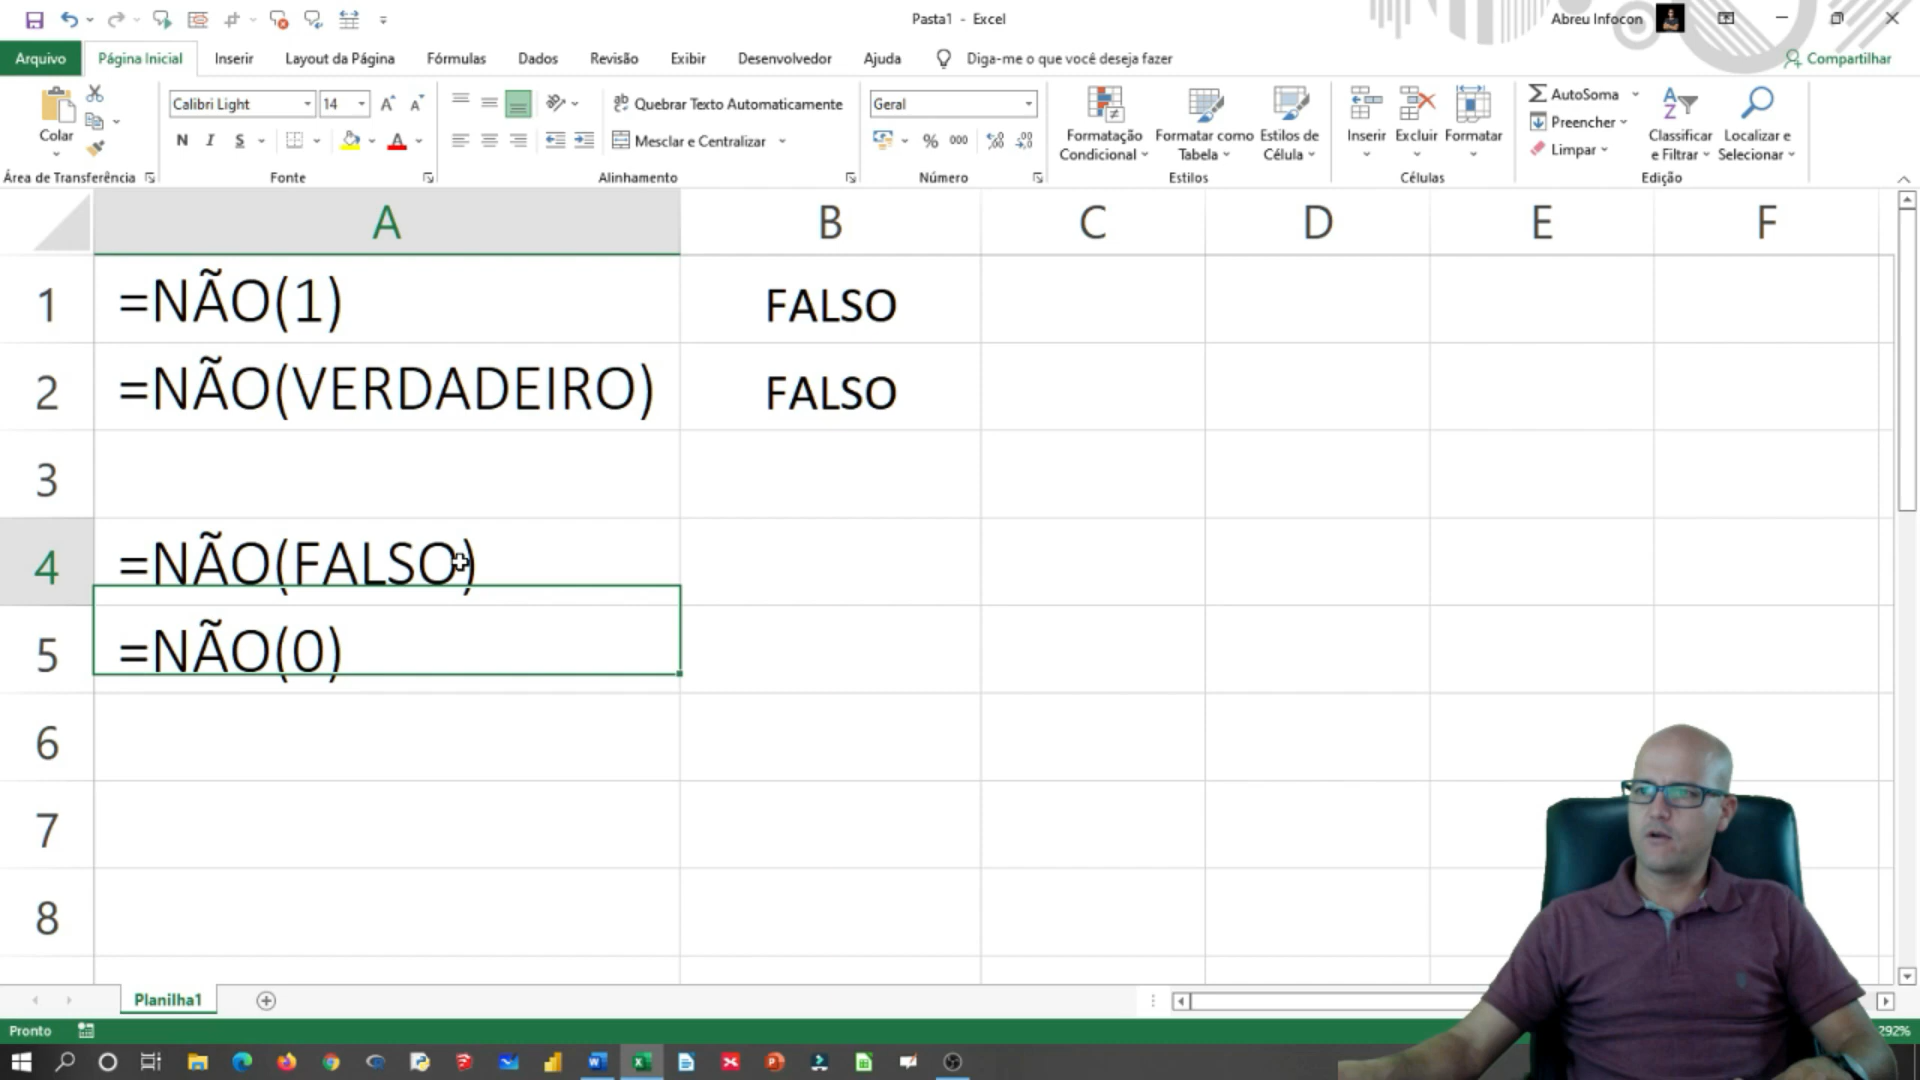 Pasta1 - Excel
Abreu Infocon
Arquivo
Página Inicial
Inserir
Layout da Página
Fórmulas
Dados
Revisão
Exibir
Desenvolvedor
Ajuda
Diga-me o que você deseja fazer
Compartilhar
Colar
Calibri Light
14
N I S
Quebrar Texto Automaticamente
Mesclar e Centralizar
Geral
% 000
Formatação Condicional
Formatar como Tabela
Estilos de Célula
Inserir
Excluir
Formatar
AutoSoma
Preencher
Limpar
Classificar e Filtrar
Localizar e Selecionar
Área de Transferência
Fonte
Alinhamento
Número
Estilos
Células
Edição
A B C D E F
1 =NÃO(1) FALSO
2 =NÃO(VERDADEIRO) FALSO
3
4 =NÃO(FALSO)
5 =NÃO(0)
6
7
8
Planilha1
Pronto
292%